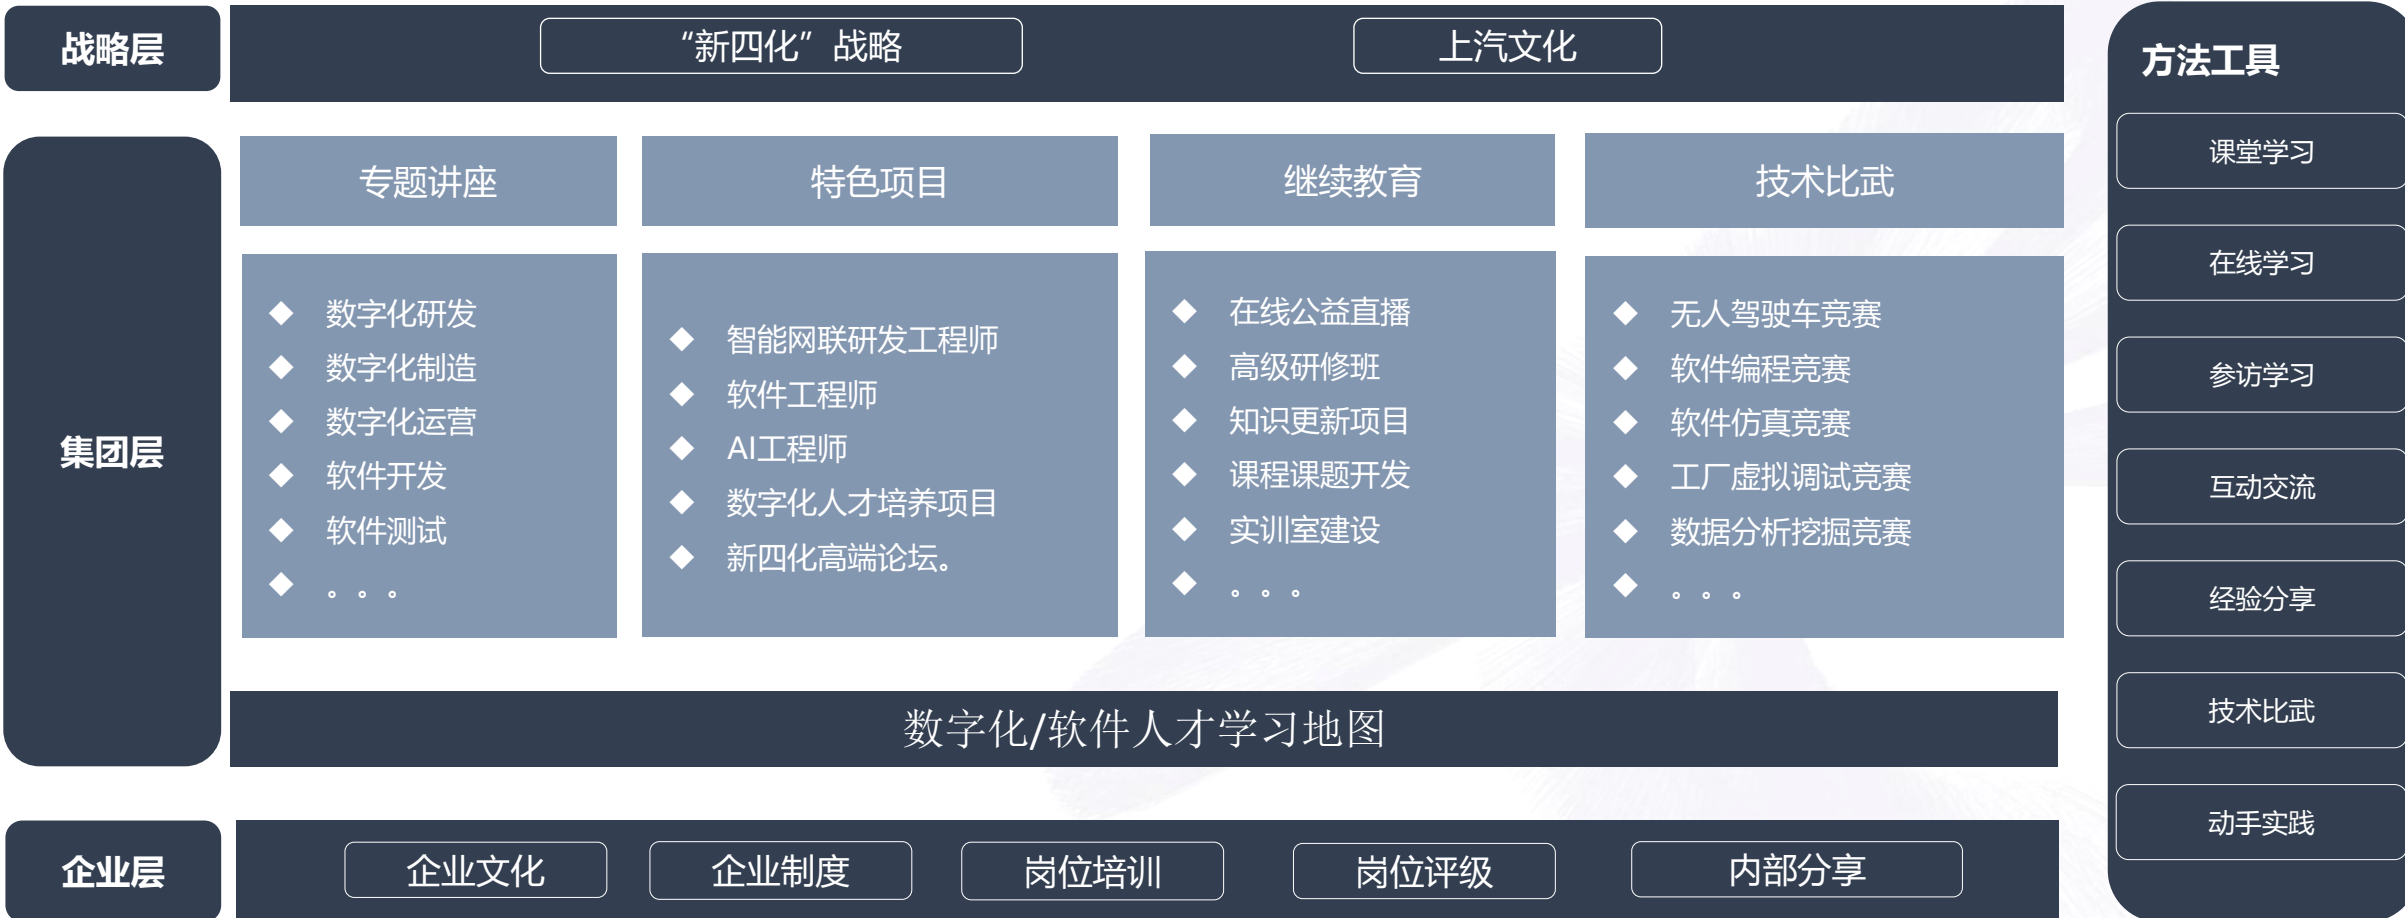 战略层
“新四化”战略
上汽文化
集团层
专题讲座
数字化研发
数字化制造
数字化运营
软件开发
软件测试
。。。
特色项目
智能网联研发工程师
软件工程师
AI工程师
数字化人才培养项目
新四化高端论坛。
继续教育
在线公益直播
高级研修班
知识更新项目
课程课题开发
实训室建设
。。。
技术比武
无人驾驶车竞赛
软件编程竞赛
软件仿真竞赛
工厂虚拟调试竞赛
数据分析挖掘竞赛
。。。
数字化/软件人才学习地图
企业层
企业文化
企业制度
岗位培训
岗位评级
内部分享
方法工具
课堂学习
在线学习
参访学习
互动交流
经验分享
技术比武
动手实践